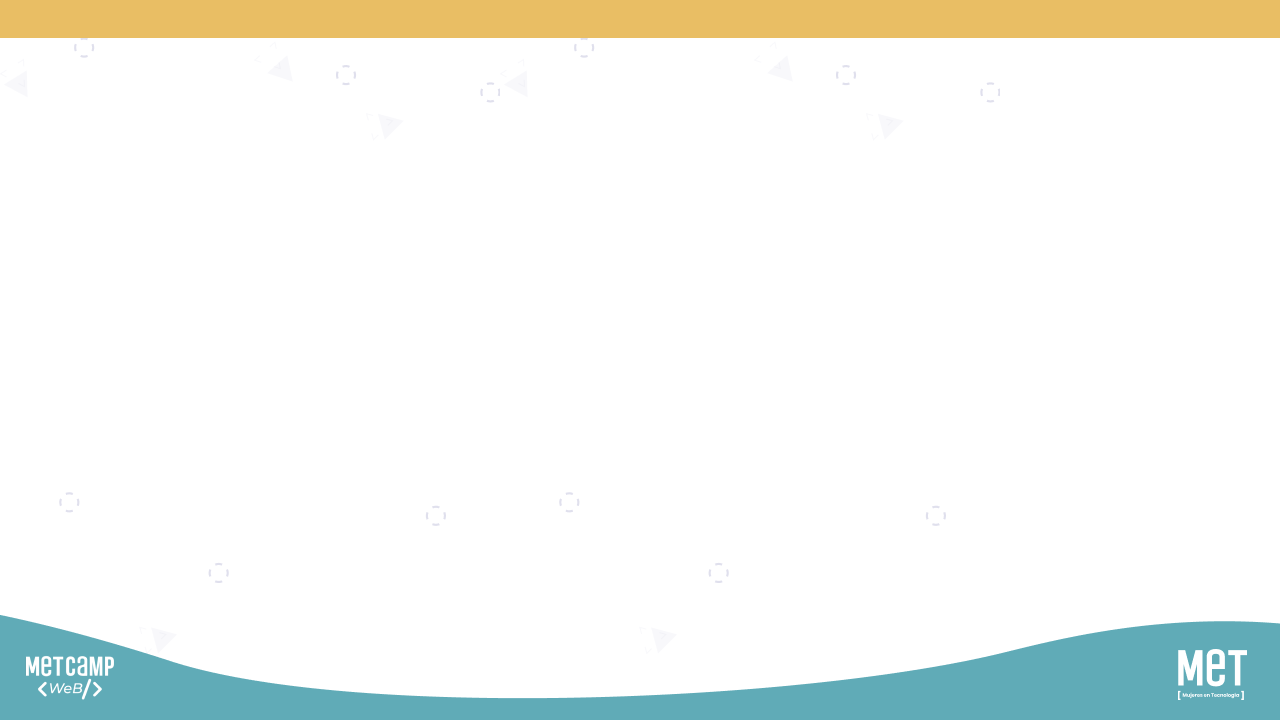 MeTCaMP
<WeB/>
MeT
[ Mujeres en Tecnología ]